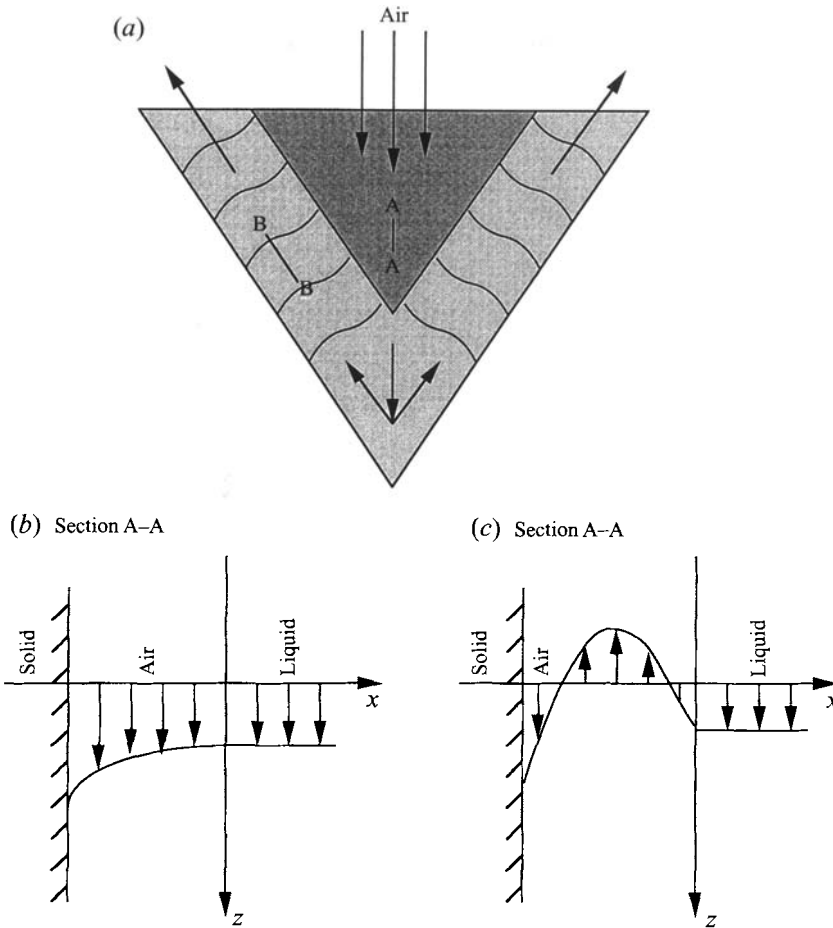 (a)
Air
A
B
A
B
(b) Section A–A
(c) Section A–A
Solid
Air
Liquid
x
z
Solid
Air
Liquid
x
z